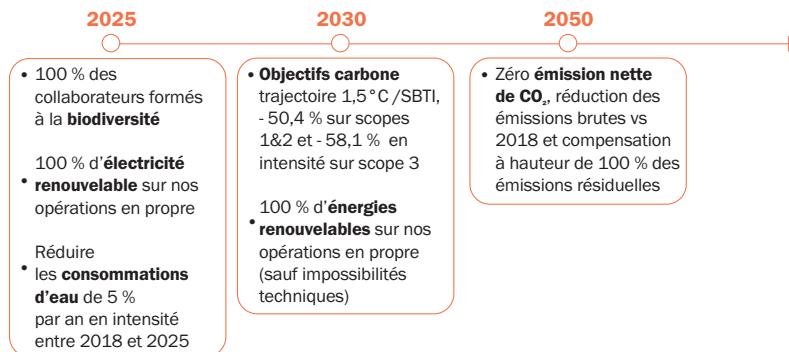 2025
2030
2050
• 100 % des
collaborateurs formés
à la biodiversité
100 % d'électricité
• renouvelable sur nos
opérations en propre
Réduire
• les consommations
d'eau de 5 %
par an en intensité
entre 2018 et 2025
• Objectifs carbone
trajectoire 1,5°C /SBTI,
- 50,4 % sur scopes
1&2 et - 58,1 % en
intensité sur scope 3
100 % d'énergies
• renouvelables sur nos
opérations en propre
(sauf impossibilités
techniques)
• Zéro émission nette
de CO₂, réduction des
émissions brutes vs
2018 et compensation
à hauteur de 100 % des
émissions résiduelles